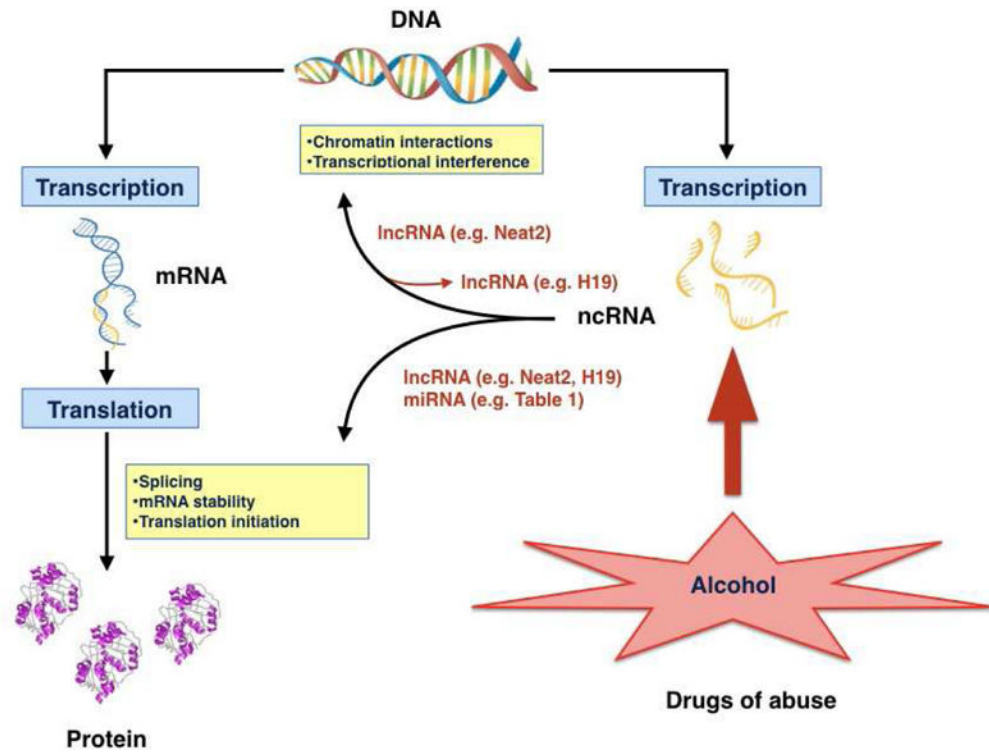 DNA
•Chromatin interactions
•Transcriptional interference
Transcription
Transcription
lncRNA (e.g. Neat2)
mRNA
lncRNA (e.g. H19)
ncRNA
lncRNA (e.g. Neat2, H19)
miRNA (e.g. Table 1)
Translation
•Splicing
•mRNA stability
•Translation initiation
Alcohol
Drugs of abuse
Protein